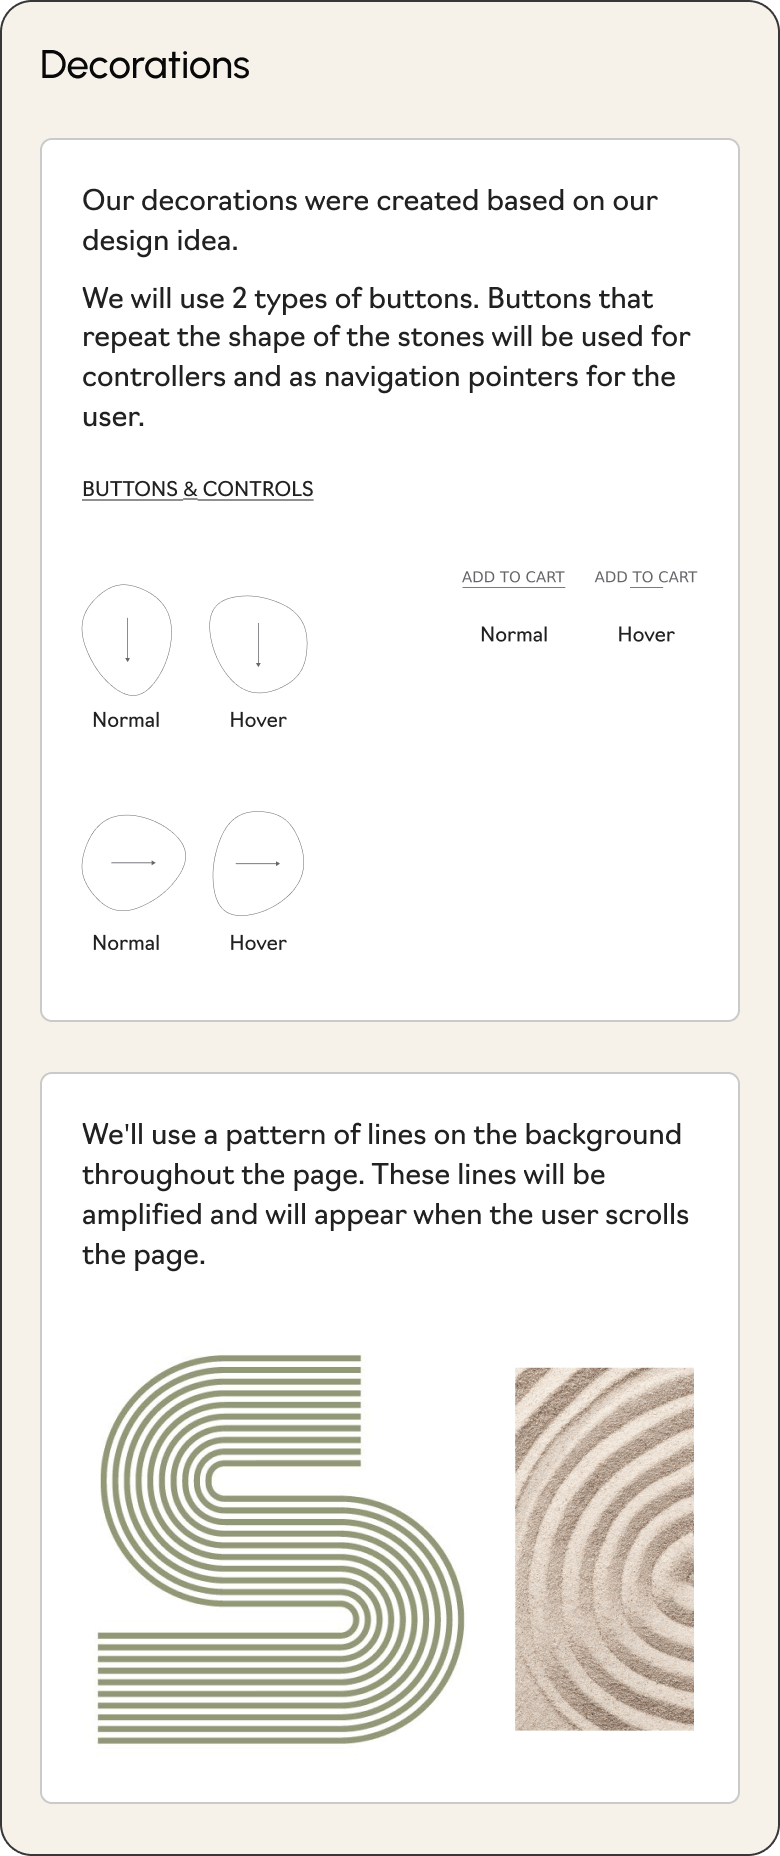 Decorations
Our decorations were created based on our
design idea.
We will use 2 types of buttons. Buttons that
repeat the shape of the stones will be used for
controllers and as navigation pointers for the
user.
BUTTONS & CONTROLS
ADD TO CART ADD TO CART
Normal Hover
Normal Hover
Normal Hover
We'll use a pattern of lines on the background
throughout the page. These lines will be
amplified and will appear when the user scrolls
the page.